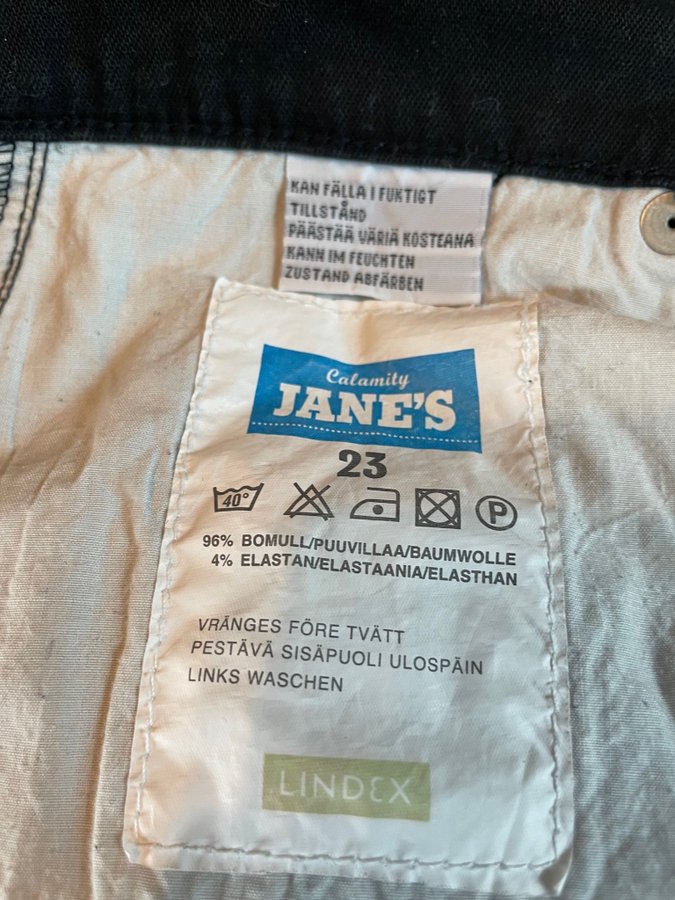 KAN FÄLLA I FUKTIGT
TILLSTÅND
PÄÄSTÄÄ VÄRIÄ KOSTEANA
KANN IM FEUCHTEN
ZUSTAND ABFÄRBEN
Calamity
JANE'S
23
40°
P
96% BOMULL/PUUVILLAA/BAUMWOLLE
4% ELASTAN/ELASTAANIA/ELASTHAN
VRÄNGES FÖRE TVÄTT
PESTÄVÄ SISÄPUOLI ULOSPÄIN
LINKS WASCHEN
LINDEX